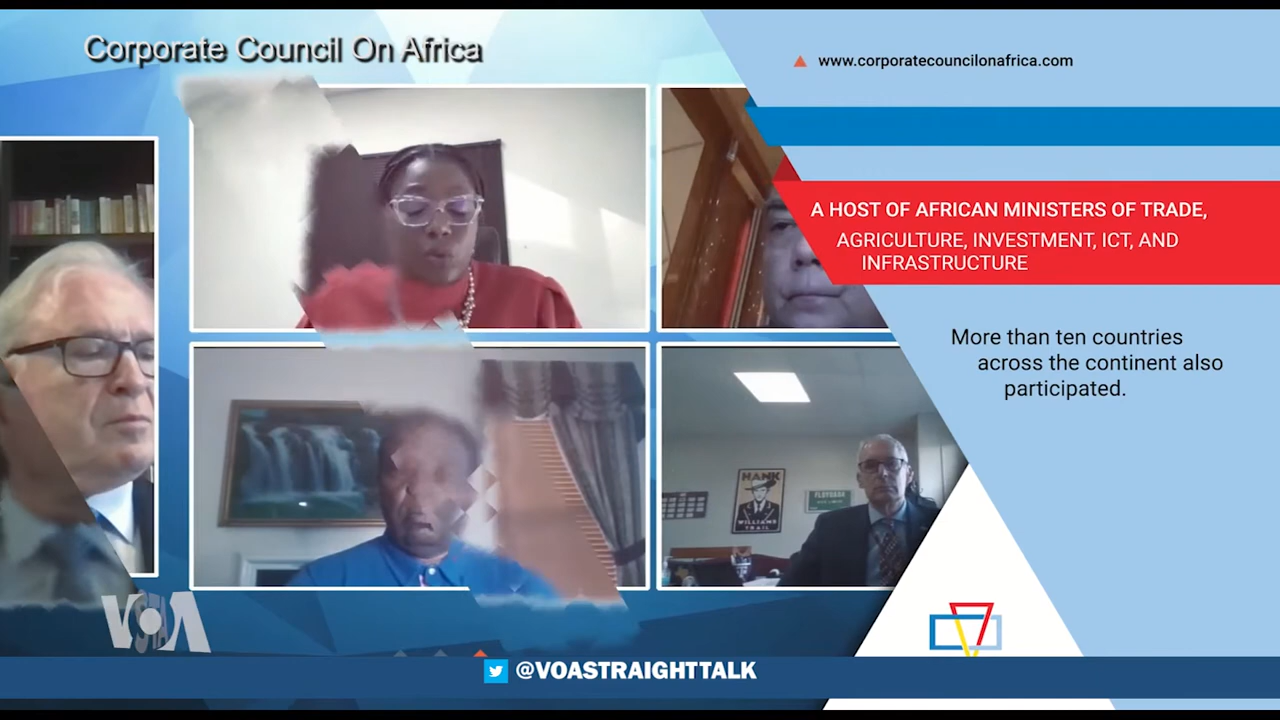 Corporate Council On Africa
www.corporatecouncilonafrica.com
A HOST OF AFRICAN MINISTERS OF TRADE,
AGRICULTURE, INVESTMENT, ICT, AND
INFRASTRUCTURE
More than ten countries
across the continent also
participated.
HANK
WILLIAMS
TRAIL
VOA
@VOASTRAIGHTTALK